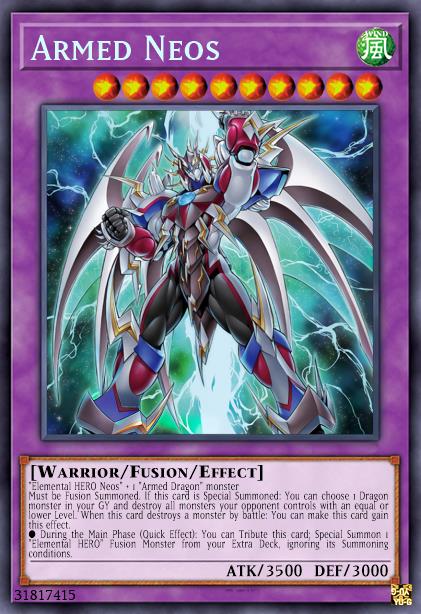 ARMED NEOS
WIND
風
[WARRIOR/FUSION/EFFECT]
"Elemental HERO Neos" + 1 "Armed Dragon" monster
Must be Fusion Summoned. If this card is Special Summoned: You can choose 1 Dragon
monster in your GY and destroy all monsters your opponent controls with an equal or
lower Level. When this card destroys a monster by battle: You can make this card gain
this effect.
● During the Main Phase (Quick Effect): You can Tribute this card; Special Summon 1
"Elemental HERO" Fusion Monster from your Extra Deck, ignoring its Summoning
conditions.
ATK/3500 DEF/3000
31817415